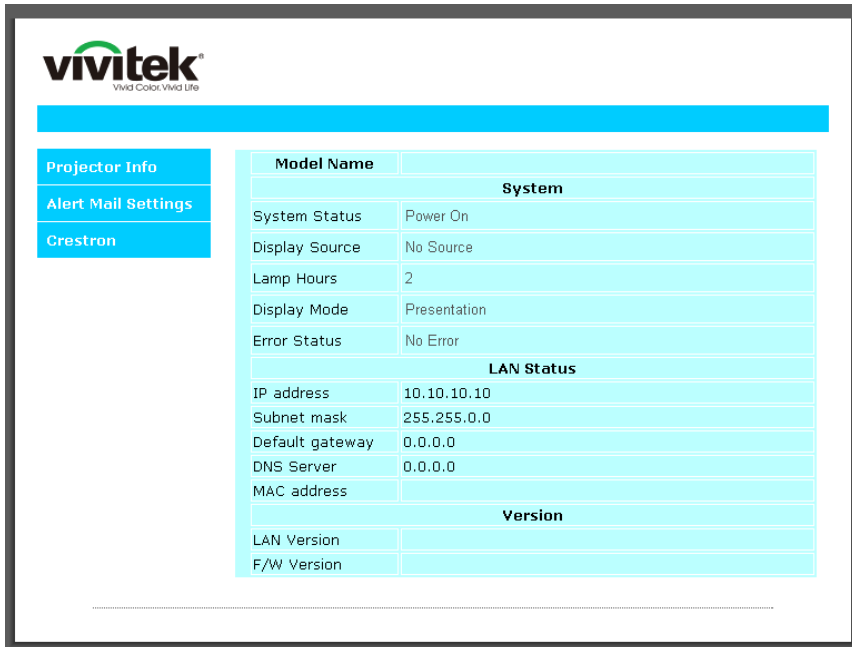 vivitek®
Vivid Color, Vivid Life
Projector Info
Alert Mail Settings
Crestron
Model Name
System
System Status Power On
Display Source No Source
Lamp Hours 2
Display Mode Presentation
Error Status No Error
LAN Status
IP address 10.10.10.10
Subnet mask 255.255.0.0
Default gateway 0.0.0.0
DNS Server 0.0.0.0
MAC address
Version
LAN Version
F/W Version